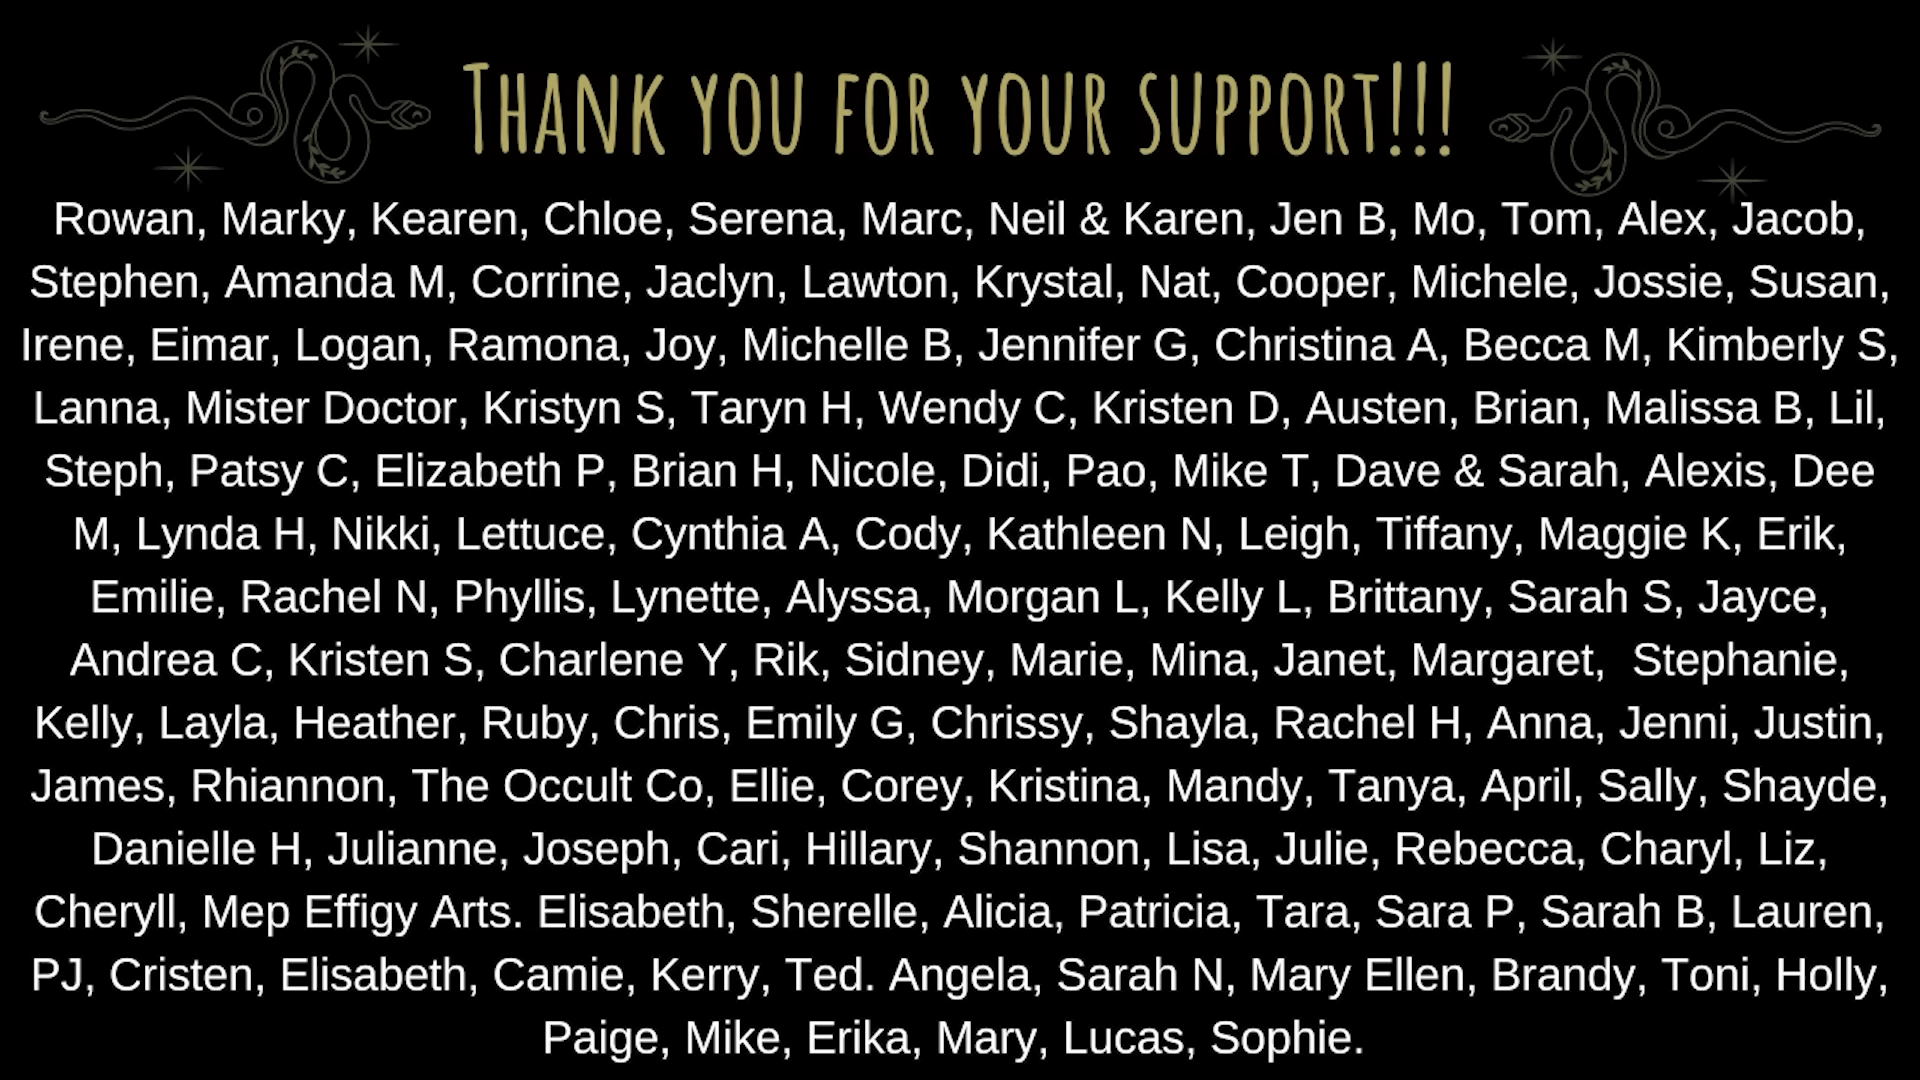 THANK YOU FOR YOUR SUPPORT!!!
Rowan, Marky, Kearen, Chloe, Serena, Marc, Neil & Karen, Jen B, Mo, Tom, Alex, Jacob,
Stephen, Amanda M, Corrine, Jaclyn, Lawton, Krystal, Nat, Cooper, Michele, Jossie, Susan,
Irene, Eimar, Logan, Ramona, Joy, Michelle B, Jennifer G, Christina A, Becca M, Kimberly S,
Lanna, Mister Doctor, Kristyn S, Taryn H, Wendy C, Kristen D, Austen, Brian, Malissa B, Lil,
Steph, Patsy C, Elizabeth P, Brian H, Nicole, Didi, Pao, Mike T, Dave & Sarah, Alexis, Dee
M, Lynda H, Nikki, Lettuce, Cynthia A, Cody, Kathleen N, Leigh, Tiffany, Maggie K, Erik,
Emilie, Rachel N, Phyllis, Lynette, Alyssa, Morgan L, Kelly L, Brittany, Sarah S, Jayce,
Andrea C, Kristen S, Charlene Y, Rik, Sidney, Marie, Mina, Janet, Margaret,  Stephanie,
Kelly, Layla, Heather, Ruby, Chris, Emily G, Chrissy, Shayla, Rachel H, Anna, Jenni, Justin,
James, Rhiannon, The Occult Co, Ellie, Corey, Kristina, Mandy, Tanya, April, Sally, Shayde,
Danielle H, Julianne, Joseph, Cari, Hillary, Shannon, Lisa, Julie, Rebecca, Charyl, Liz,
Cheryll, Mep Effigy Arts. Elisabeth, Sherelle, Alicia, Patricia, Tara, Sara P, Sarah B, Lauren,
PJ, Cristen, Elisabeth, Camie, Kerry, Ted. Angela, Sarah N, Mary Ellen, Brandy, Toni, Holly,
Paige, Mike, Erika, Mary, Lucas, Sophie.